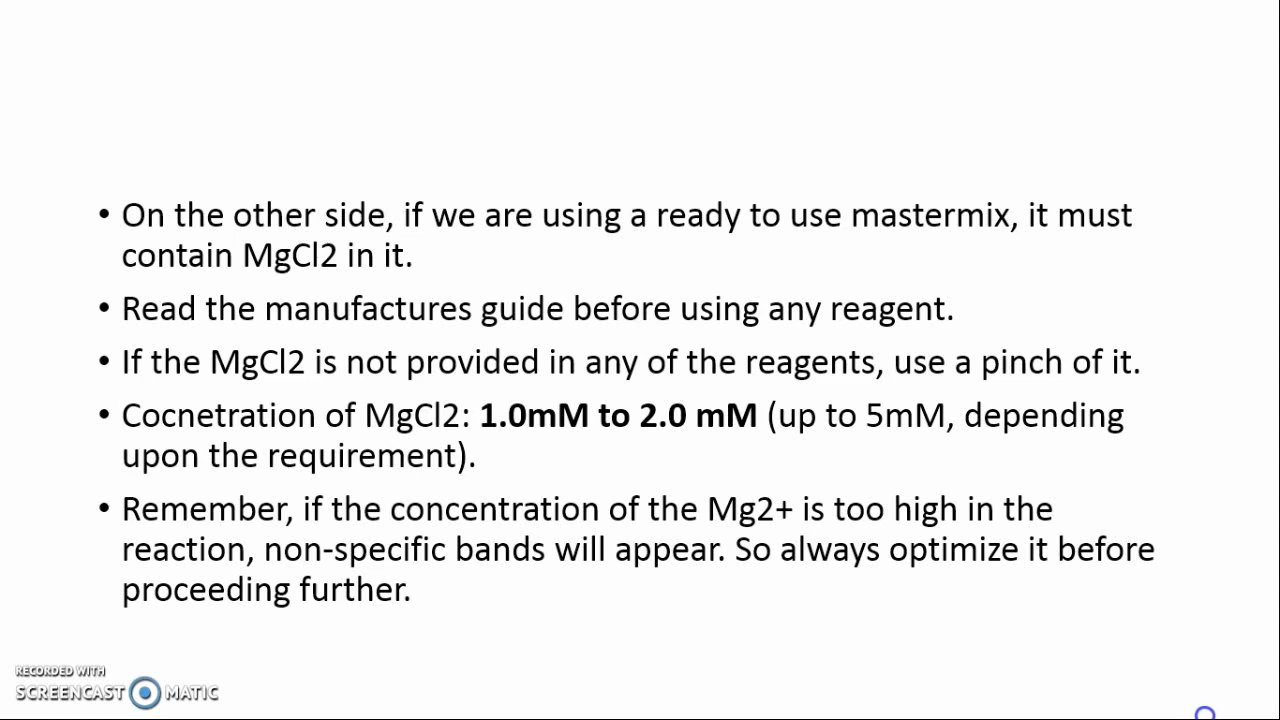 • On the other side, if we are using a ready to use mastermix, it must
contain MgCl2 in it.
• Read the manufactures guide before using any reagent.
• If the MgCl2 is not provided in any of the reagents, use a pinch of it.
• Cocnetration of MgCl2: 1.0mM to 2.0 mM (up to 5mM, depending
upon the requirement).
• Remember, if the concentration of the Mg2+ is too high in the
reaction, non-specific bands will appear. So always optimize it before
proceeding further.
RECORDED WITH
SCREENCAST MATIC